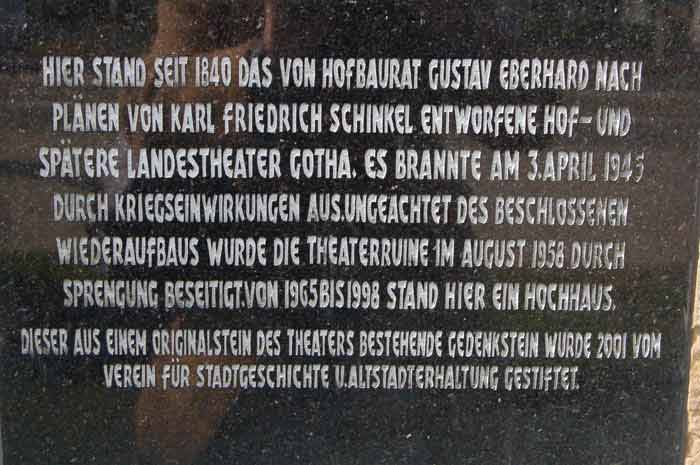 HIER STAND SEIT 1840 DAS VON HOFBAURAT GUSTAV EBERHARD NACH
PLÄNEN VON KARL FRIEDRICH SCHINKEL ENTWORFENE HOF- UND
SPÄTERE LANDESTHEATER GOTHA. ES BRANNTE AM 3.APRIL 1945
DURCH KRIEGSEINWIRKUNGEN AUS.UNGEACHTET DES BESCHLOSSENEN
WIEDERAUFBAUS WURDE DIE THEATERRUINE IM AUGUST 1958 DURCH
SPRENGUNG BESEITIGT.VON 1965 BIS 1998 STAND HIER EIN HOCHHAUS.
DIESER AUS EINEM ORIGINALSTEIN DES THEATERS BESTEHENDE GEDENKSTEIN WURDE 2001 VOM
VEREIN FÜR STADTGESCHICHTE U.ALTSTADTERHALTUNG GESTIFTET.